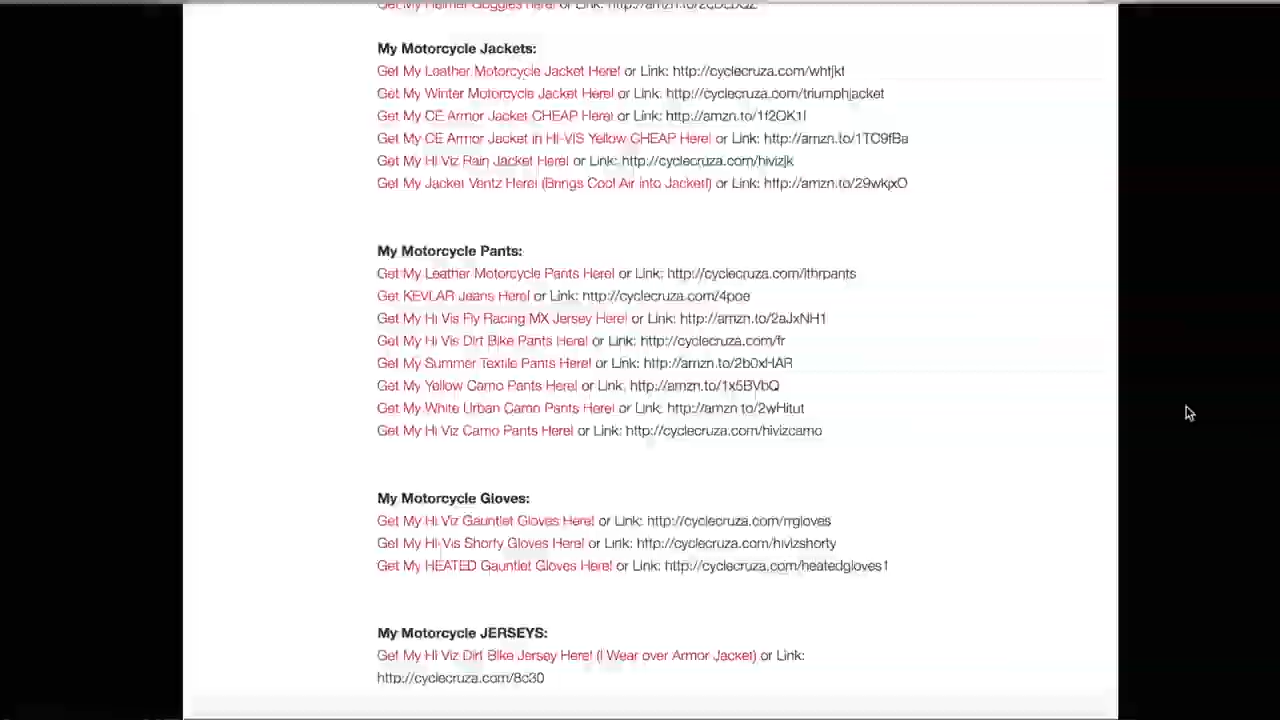 Get My Helmet Goggles Here! or Link:
My Motorcycle Jackets:
Get My Leather Motorcycle Jacket Here! or Link: http://cyclecruza.com/whtjkt
Get My Winter Motorcycle Jacket Here! or Link: http://cyclecruza.com/triumphjacket
Get My CE Armor Jacket CHEAP Here! or Link: http://amzn.to/1f2OK1I
Get My CE Armor Jacket in HI-VIS Yellow CHEAP Here! or Link: http://amzn.to/1TC9fBa
Get My Hi Viz Rain Jacket Here! or Link: http://cyclecruza.com/hivizjk
Get My Jacket Ventz Here! (Brings Cool Air into Jacket!) or Link: http://amzn.to/29wkjxO
My Motorcycle Pants:
Get My Leather Motorcycle Pants Here! or Link: http://cyclecruza.com/lthrpants
Get KEVLAR Jeans Here! or Link: http://cyclecruza.com/4poe
Get My Hi Vis Fly Racing MX Jersey Here! or Link: http://amzn.to/2aJxNH1
Get My Hi Vis Dirt Bike Pants Here! or Link: http://cyclecruza.com/fr
Get My Summer Textile Pants Here! or Link: http://amzn.to/2b0xHAR
Get My Yellow Camo Pants Here! or Link, http://amzn.to/1x5BVbQ
Get My White Urban Camo Pants Here! or Link: http://amzn.to/2wHitut
Get My Hi Viz Camo Pants Here! or Link: http://cyclecruza.com/hivizcamo
My Motorcycle Gloves:
Get My Hi Viz Gauntlet Gloves Here! or Link: http://cyclecruza.com/rrgloves
Get My Hi-Vis Shorty Gloves Here! or Link: http://cyclecruza.com/hivizshorty
Get My HEATED Gauntlet Gloves Here! or Link: http://cyclecruza.com/heatedgloves1
My Motorcycle JERSEYS:
Get My Hi Viz Dirt Bike Jersey Here! (I Wear over Armor Jacket) or Link:
http://cyclecruza.com/8c30